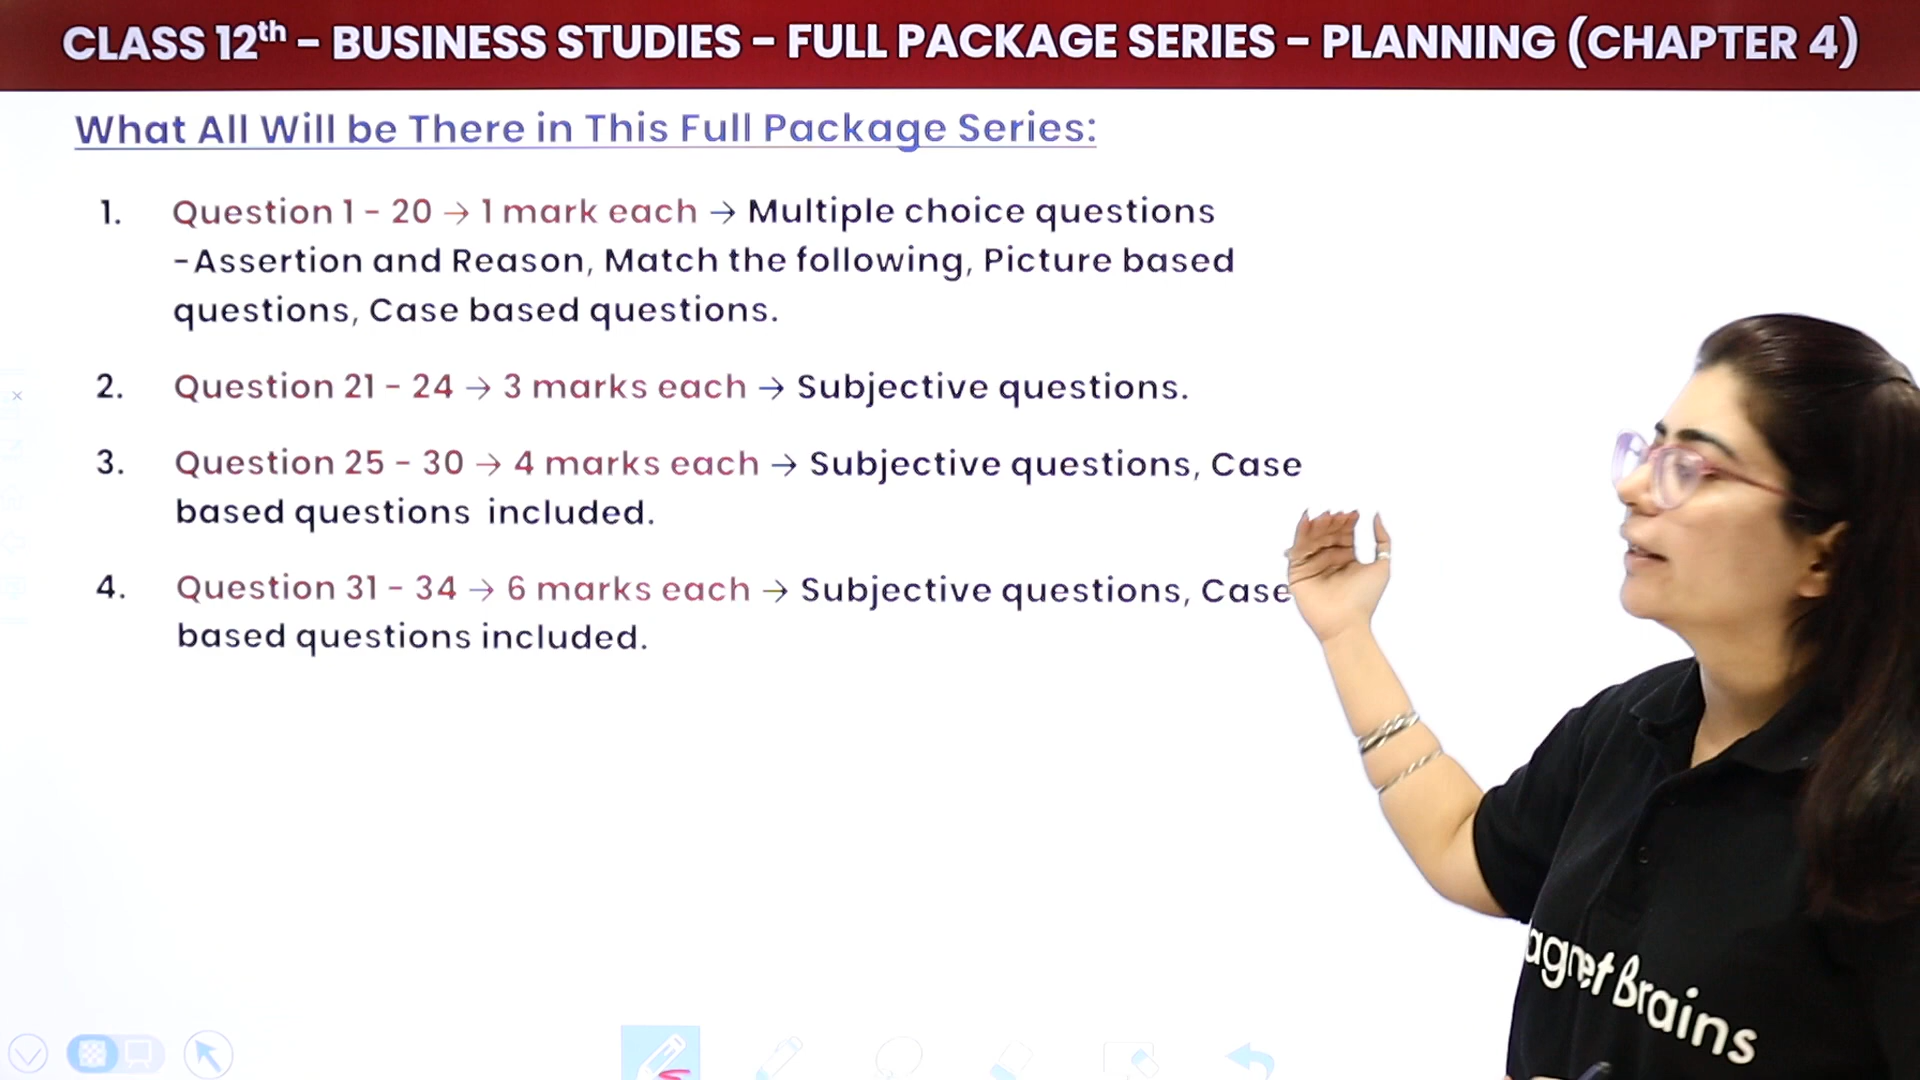 CLASS 12th – BUSINESS STUDIES – FULL PACKAGE SERIES – PLANNING (CHAPTER 4)
What All Will be There in This Full Package Series:
1. Question 1 - 20 → 1 mark each → Multiple choice questions
-Assertion and Reason, Match the following, Picture based
questions, Case based questions.
2. Question 21 - 24 → 3 marks each → Subjective questions.
3. Question 25 - 30 → 4 marks each → Subjective questions, Case
based questions included.
4. Question 31 - 34 → 6 marks each → Subjective questions, Case
based questions included.
agnet Brains